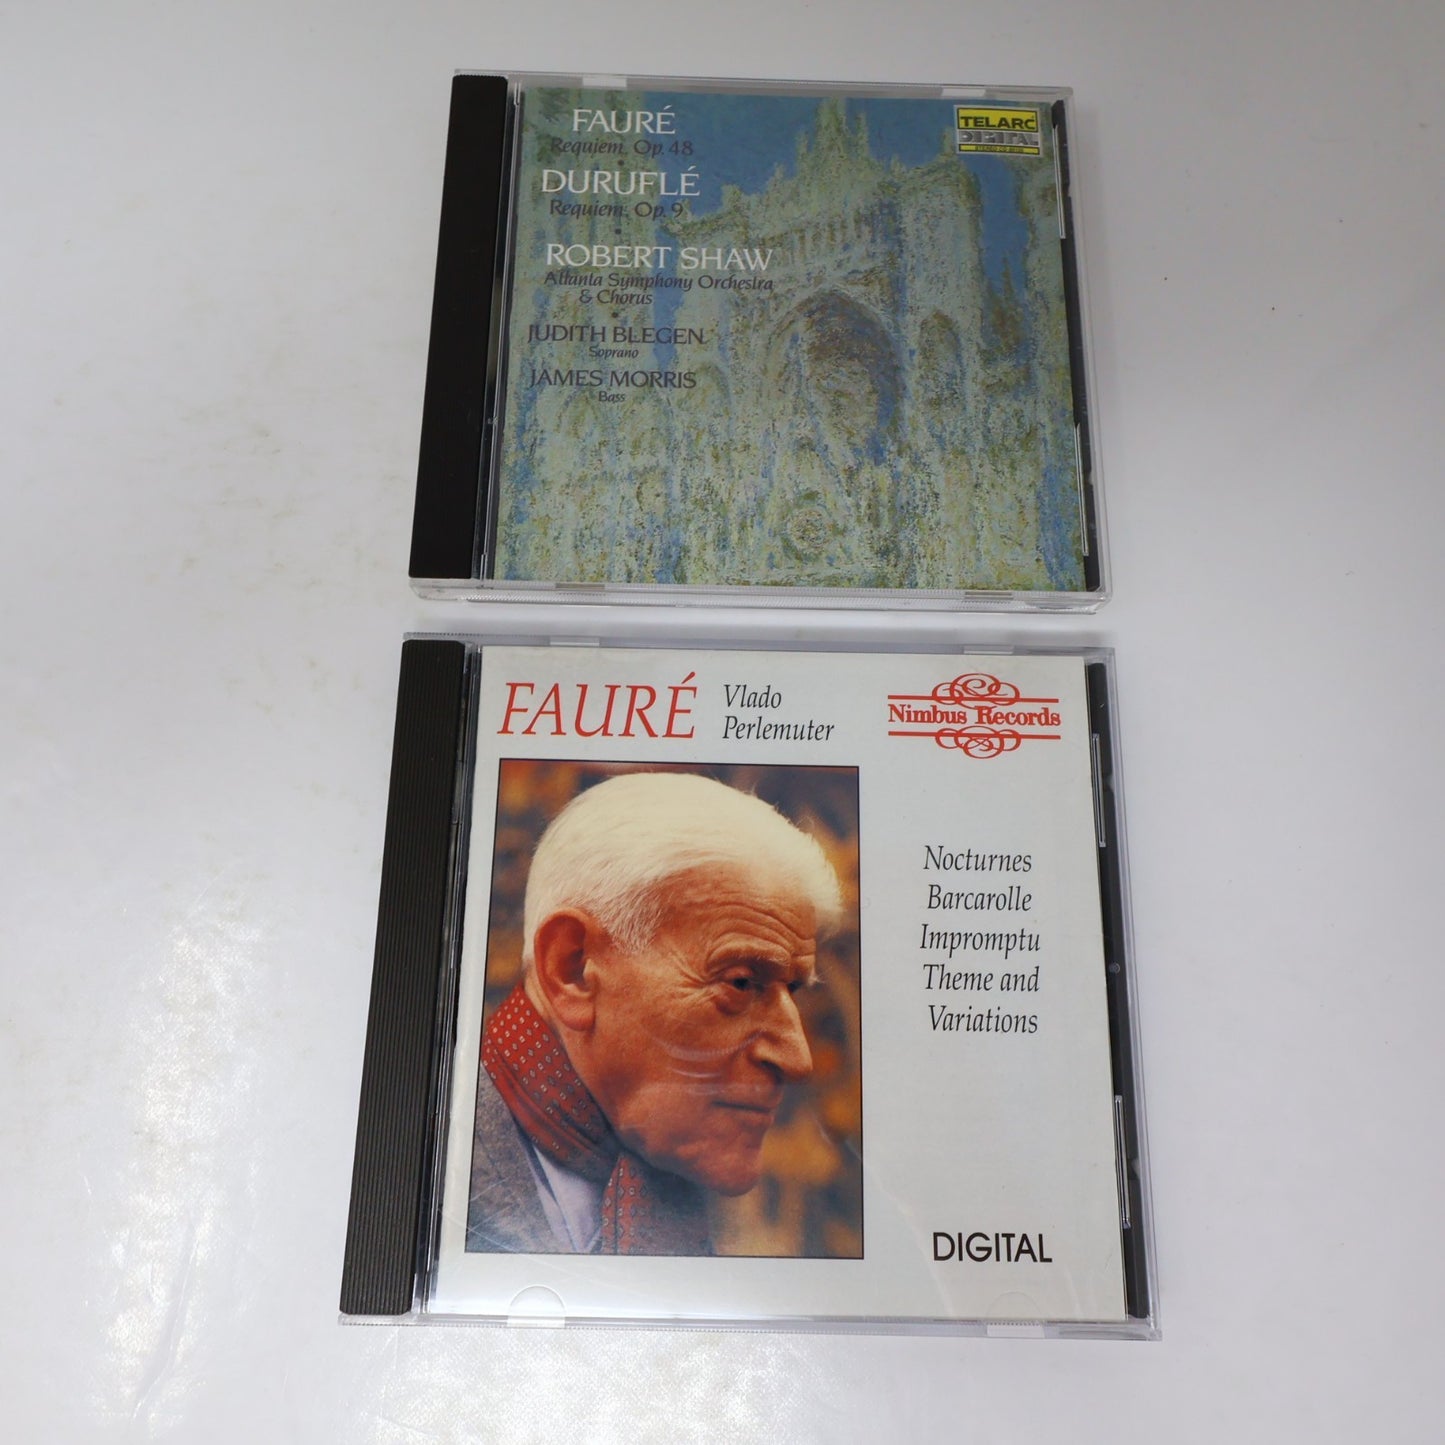 FAURÉ
Requiem, Op. 48
DURUFLÉ
Requiem, Op. 9
ROBERT SHAW
Atlanta Symphony Orchestra
& Chorus
JUDITH BLEGEN
Soprano
JAMES MORRIS
Bass
TELARC
DIGITAL
FAURÉ
Vlado
Perlemuter
Nimbus Records
Nocturnes
Barcarolle
Impromptu
Theme and
Variations
DIGITAL